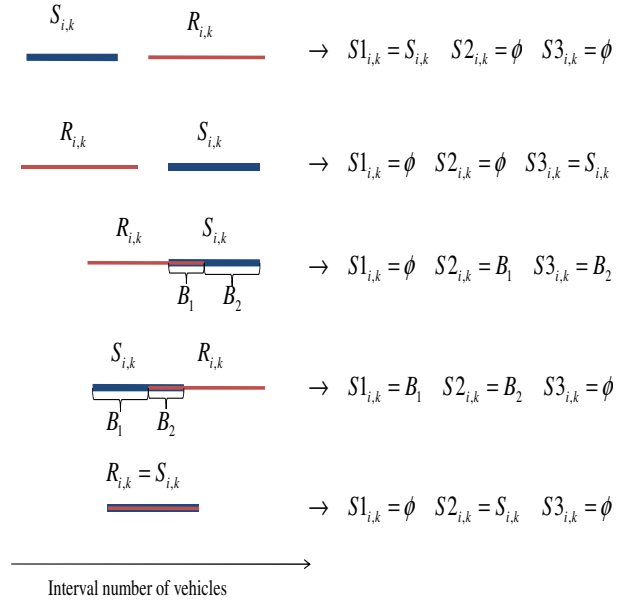 S_{i,k} R_{i,k}
→ S1_{i,k} = S_{i,k} S2_{i,k} = ϕ S3_{i,k} = ϕ
R_{i,k} S_{i,k}
→ S1_{i,k} = ϕ S2_{i,k} = ϕ S3_{i,k} = S_{i,k}
R_{i,k} S_{i,k}
→ S1_{i,k} = ϕ S2_{i,k} = B_1 S3_{i,k} = B_2
B_1 B_2
S_{i,k} R_{i,k}
→ S1_{i,k} = B_1 S2_{i,k} = B_2 S3_{i,k} = ϕ
B_1 B_2
R_{i,k} = S_{i,k}
→ S1_{i,k} = ϕ S2_{i,k} = S_{i,k} S3_{i,k} = ϕ
Interval number of vehicles